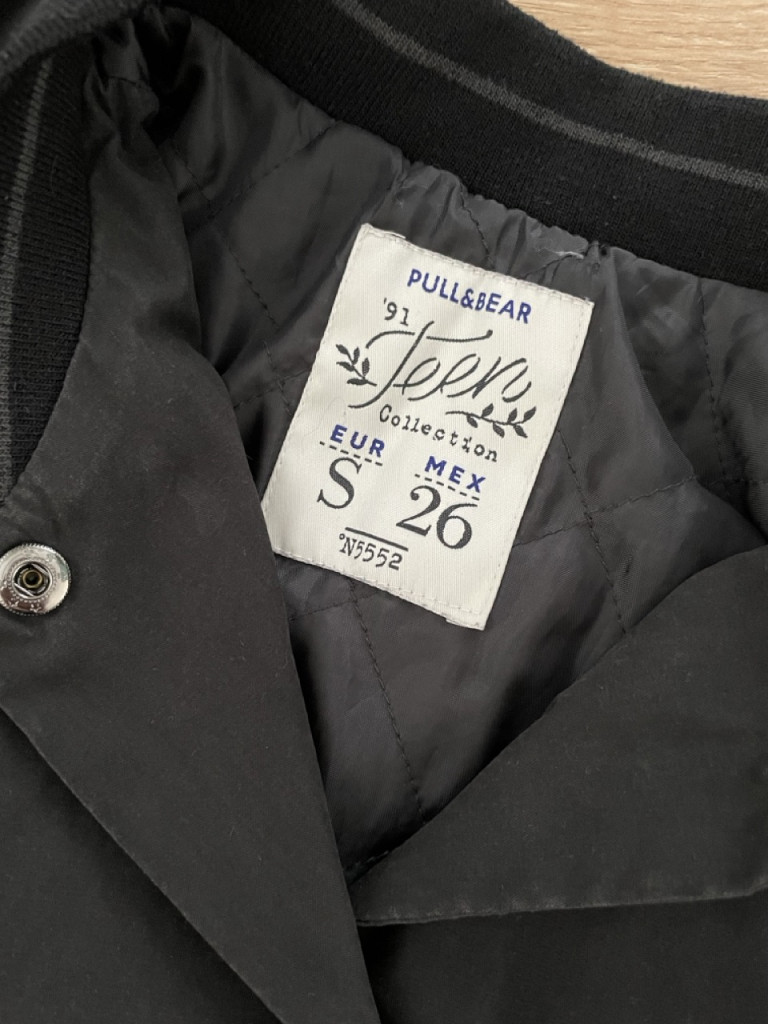 PULL&BEAR
'91
Teen
Collection
EUR MEX
S 26
°N5552